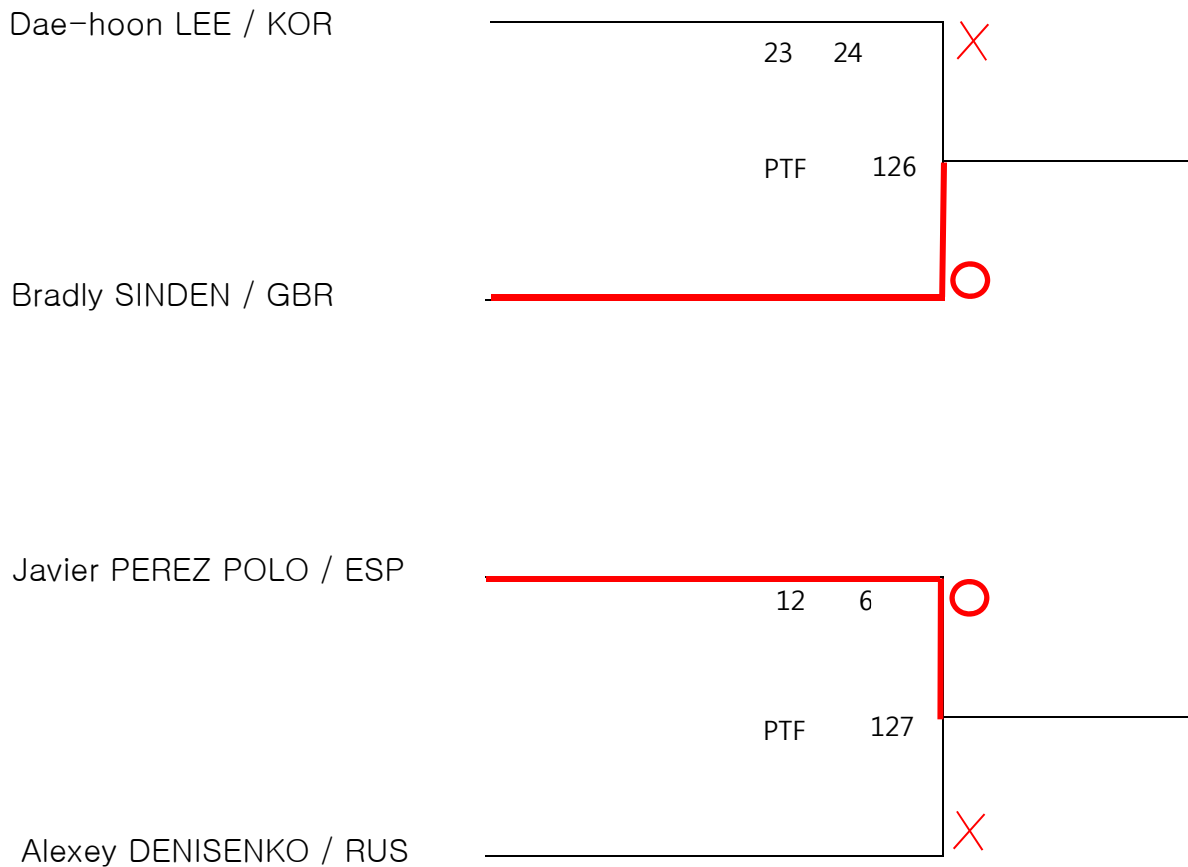 Dae-hoon LEE / KOR
23 24
PTF 126
Bradly SINDEN / GBR
Javier PEREZ POLO / ESP
12 6
PTF 127
Alexey DENISENKO / RUS